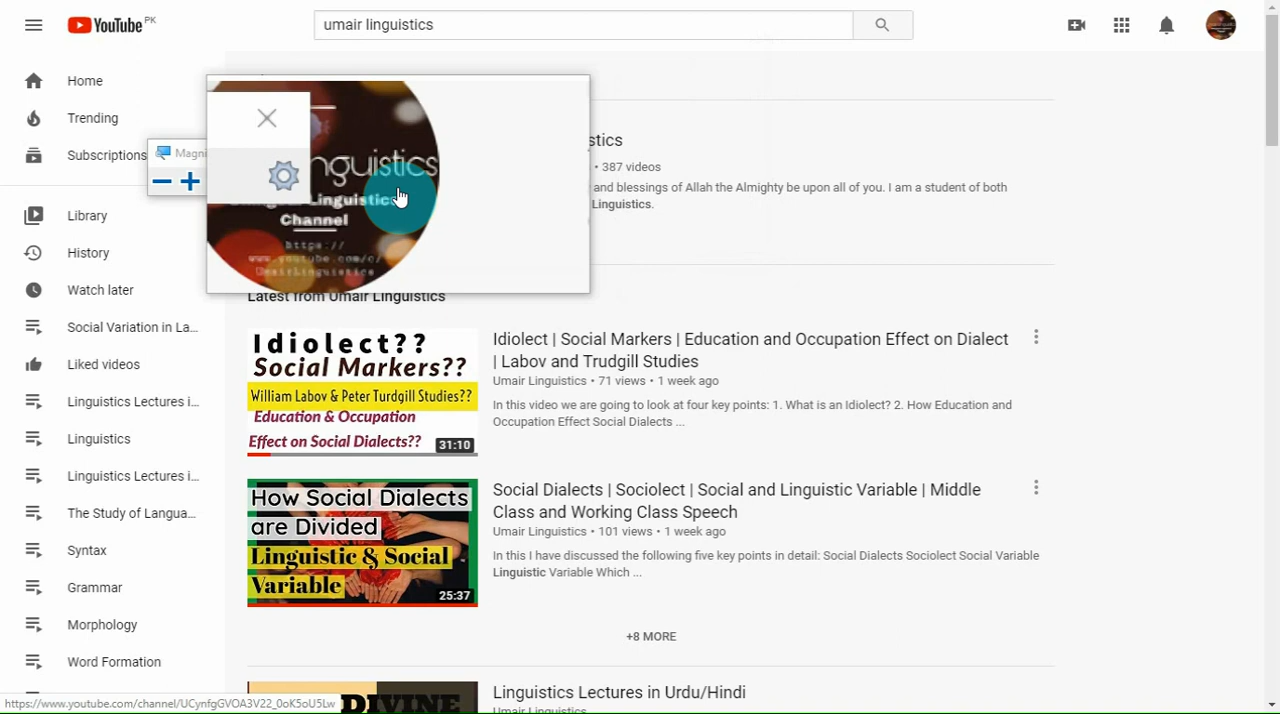 YouTube PK
umair linguistics
Home
Trending
Subscriptions
Library
History
Watch later
Social Variation in La...
Liked videos
Linguistics Lectures i...
Linguistics
Linguistics Lectures i...
The Study of Langua...
Syntax
Grammar
Morphology
Word Formation
Magni
nguistics
Linguistics
Channel
https://
www.youtube.com/c/
UmairLinguistics
stics
• 387 videos
and blessings of Allah the Almighty be upon all of you. I am a student of both
Linguistics.
Latest from Umair Linguistics
Idiolect??
Social Markers??
William Labov & Peter Turdgill Studies??
Education & Occupation
Effect on Social Dialects??
31:10
Idiolect | Social Markers | Education and Occupation Effect on Dialect
| Labov and Trudgill Studies
Umair Linguistics • 71 views • 1 week ago
In this video we are going to look at four key points: 1. What is an Idiolect? 2. How Education and
Occupation Effect Social Dialects ...
How Social Dialects
are Divided
Linguistic & Social
Variable
25:37
Social Dialects | Sociolect | Social and Linguistic Variable | Middle
Class and Working Class Speech
Umair Linguistics • 101 views • 1 week ago
In this I have discussed the following five key points in detail: Social Dialects Sociolect Social Variable
Linguistic Variable Which ...
+8 MORE
DIVINE
Linguistics Lectures in Urdu/Hindi
Umair Linguistics
https://www.youtube.com/channel/UCynfgGVOA3V22_0oK5oU5Lw